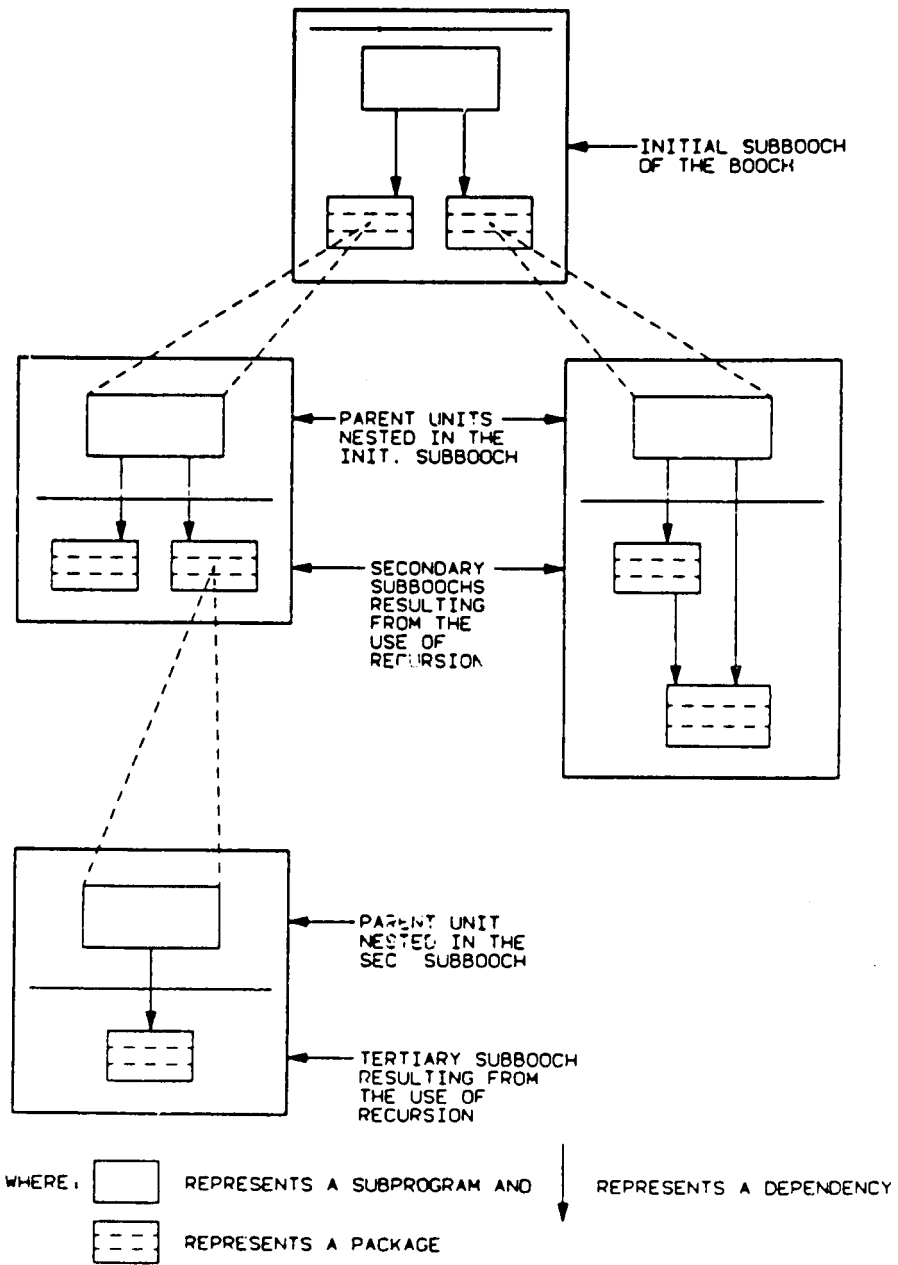 INITIAL SUBBOOCH
OF THE BOOCH
PARENT UNITS
NESTED IN THE
INIT. SUBBOOCH
SECONDARY
SUBBOOCHS
RESULTING
FROM THE
USE OF
RECURSION
PARENT UNIT
NESTED IN THE
SEC SUBBOOCH
TERTIARY SUBBOOCH
RESULTING FROM
THE USE OF
RECURSION
WHERE: REPRESENTS A SUBPROGRAM AND REPRESENTS A DEPENDENCY
REPRESENTS A PACKAGE